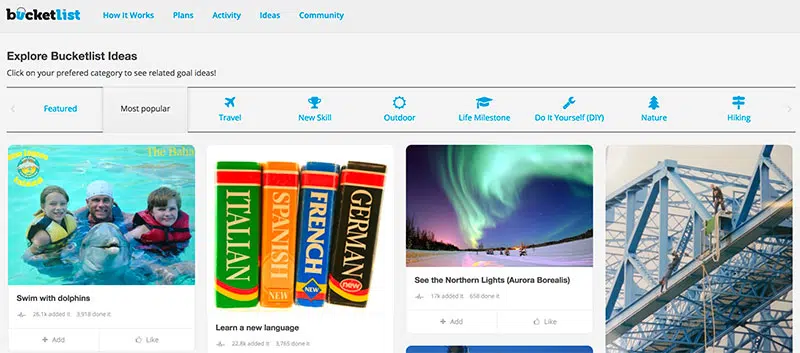 bucketlist
How It Works
Plans
Activity
Ideas
Community
Explore Bucketlist Ideas
Click on your prefered category to see related goal ideas!
Featured
Most popular
Travel
New Skill
Outdoor
Life Milestone
Do It Yourself (DIY)
Nature
Hiking
The Baha
Swim with dolphins
26,1k added it 3,918 done it
Add
Like
ITALIAN
SPANISH
NEW
FRENCH
NEW
GERMAN
new
Learn a new language
22,8k added it 3,765 done it
See the Northern Lights (Aurora Borealis)
17k added it 658 done it
Add
Like